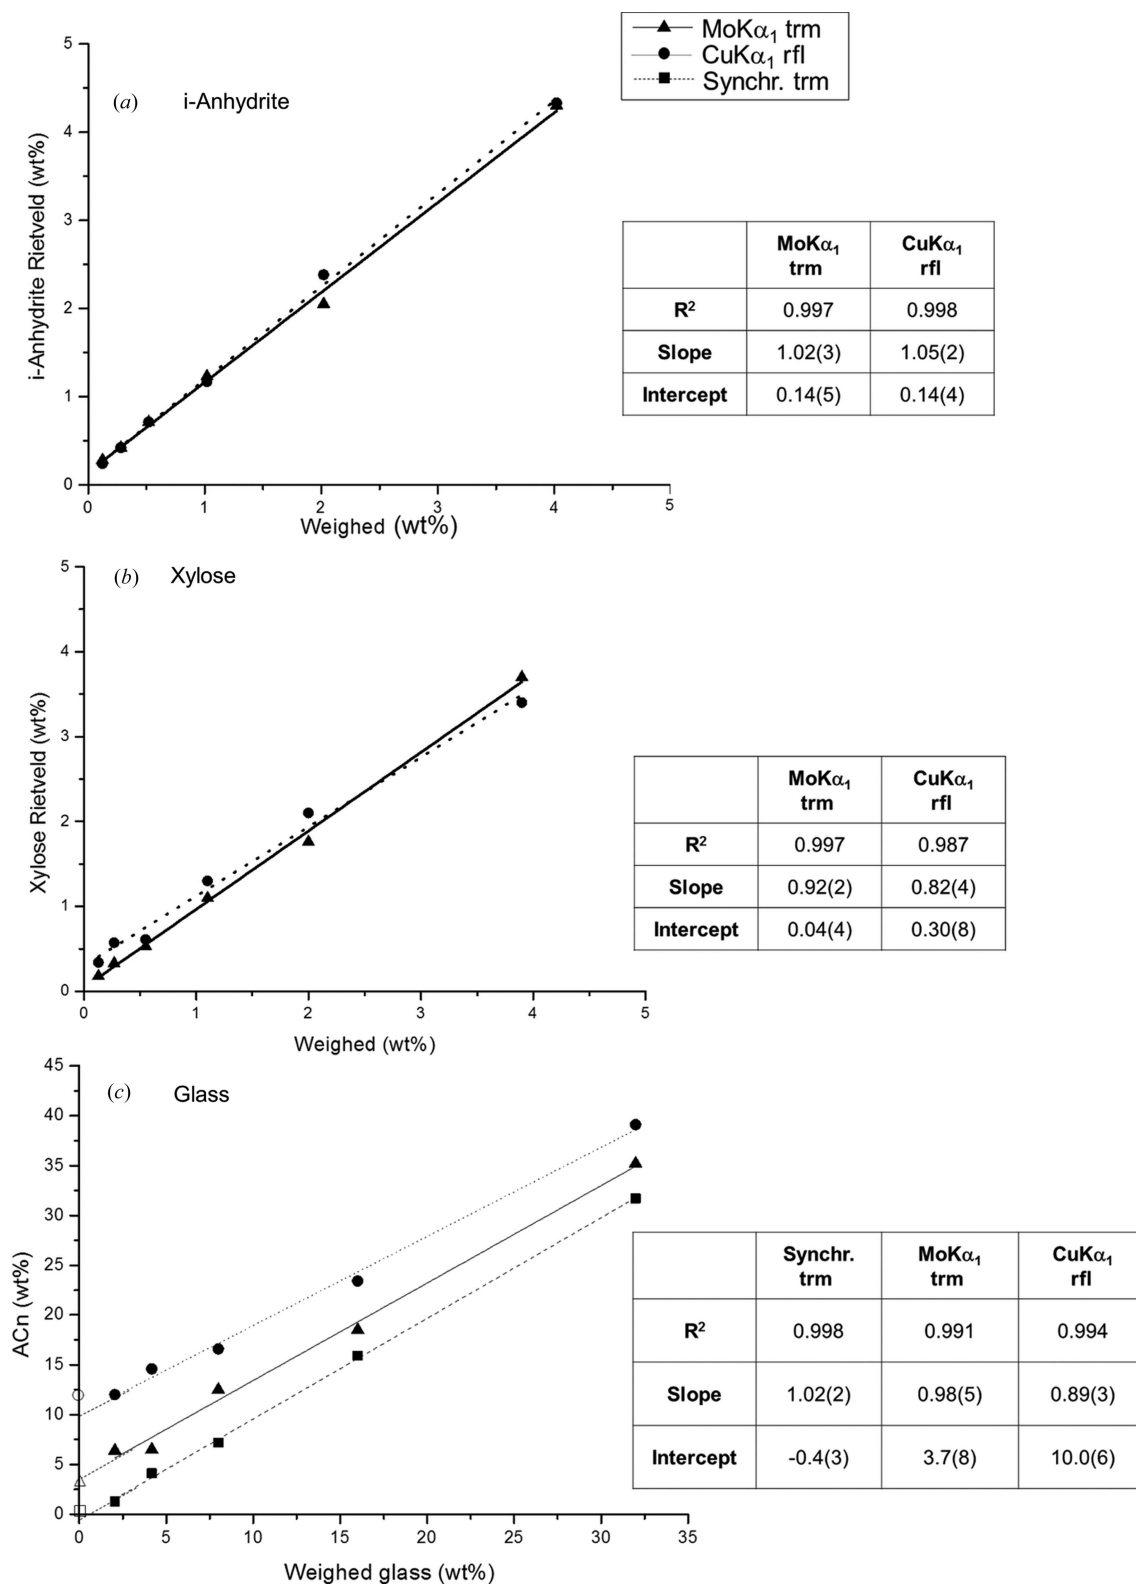 MoKα₁ trm
CuKα₁ rfl
Synchr. trm
(a) i-Anhydrite
i-Anhydrite Rietveld (wt%)
5
4
3
2
1
0
0 1 2 3 4 5
Weighed (wt%)
MoKα₁ CuKα₁
trm rfl
R² 0.997 0.998
Slope 1.02(3) 1.05(2)
Intercept 0.14(5) 0.14(4)
(b) Xylose
Xylose Rietveld (wt%)
5
4
3
2
1
0
0 1 2 3 4 5
Weighed (wt%)
MoKα₁ CuKα₁
trm rfl
R² 0.997 0.987
Slope 0.92(2) 0.82(4)
Intercept 0.04(4) 0.30(8)
(c) Glass
ACn (wt%)
45
40
35
30
25
20
15
10
5
0
0 5 10 15 20 25 30 35
Weighed glass (wt%)
Synchr. MoKα₁ CuKα₁
trm trm rfl
R² 0.998 0.991 0.994
Slope 1.02(2) 0.98(5) 0.89(3)
Intercept -0.4(3) 3.7(8) 10.0(6)